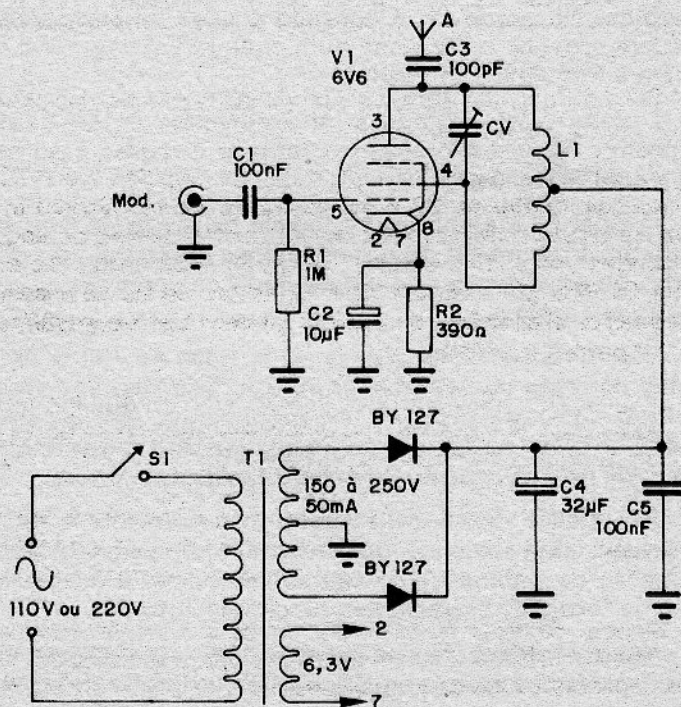 A
C3
100pF
V1
6V6
3
CV
L1
4
C1
100nF
Mod.
5
2
7
8
R1
1M
C2
10µF
R2
390Ω
BY 127
S1
T1
150 à 250V
50mA
C4
32µF
C5
100nF
BY 127
110V ou 220V
2
6,3V
7